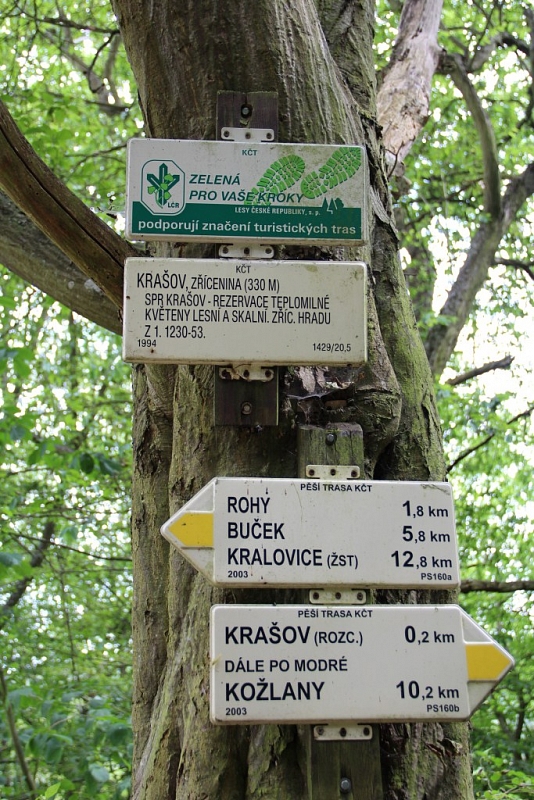 KČT
ZELENÁ
PRO VAŠE KROKY
LČR
LESY ČESKÉ REPUBLIKY, s. p.
podporují značení turistických tras
KČT
KRAŠOV, ZŘÍCENINA (330 M)
SPR KRAŠOV - REZERVACE TEPLOMILNÉ
KVĚTENY LESNÍ A SKALNÍ. ZŘÍC. HRADU
Z 1. 1230-53.
1994 1429/20,5
PĚŠÍ TRASA KČT
ROHY 1,8 km
BUČEK 5,8 km
KRALOVICE (ŽST) 12,8 km
2003 PS160a
PĚŠÍ TRASA KČT
KRAŠOV (ROZC.) 0,2 km
DÁLE PO MODRÉ
KOŽLANY 10,2 km
2003 PS160b